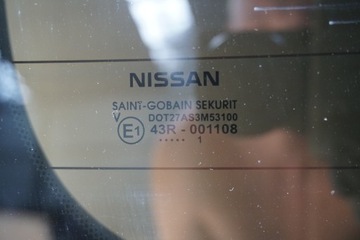 NISSAN
SAINT-GOBAIN SEKURIT
V DOT27AS3M53100
E1 43R - 001108
..... 1